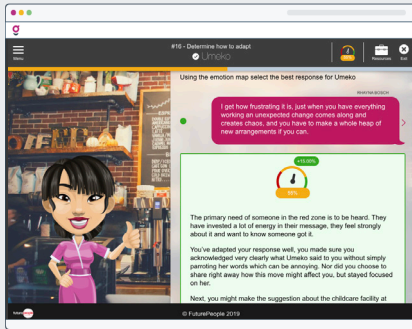 #16 - Determine how to adapt
Umeko
Menu
Resources
Exit
Using the emotion map select the best response for Umeko
I get how frustrating it is, just when you have everything
working an unexpected change comes along and
creates chaos, and you have to make a whole heap of
new arrangements if you can.
OPEN
+15.00%
The primary need of someone in the red zone is to be heard. They
have invested a lot of energy in their message, they feel strongly
about it and want to know someone got it.
You've adapted your response well, you made sure you
acknowledged very clearly what Umeko said to you without simply
parroting her words which can be annoying. Nor did you choose to
share right away how this move might affect you, but stayed focused
on her.
Next, you might make the suggestion about the childcare facility at
© FuturePeople 2019